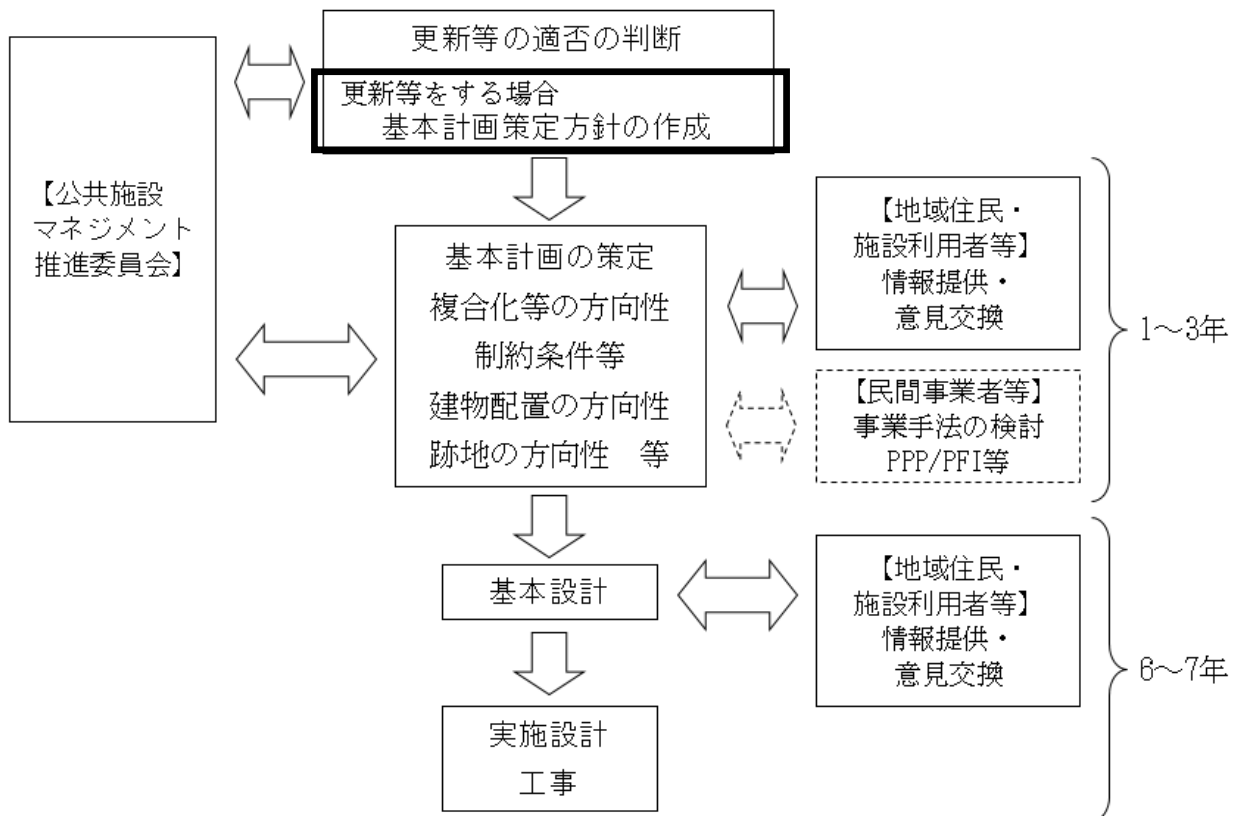 更新等の適否の判断
更新等をする場合
基本計画策定方針の作成
【公共施設
マネジメント
推進委員会】
基本計画の策定
複合化等の方向性
制約条件等
建物配置の方向性
跡地の方向性　等
【地域住民・
施設利用者等】
情報提供・
意見交換
【民間事業者等】
事業手法の検討
PPP/PFI等
1～3年
基本設計
【地域住民・
施設利用者等】
情報提供・
意見交換
6～7年
実施設計
工事